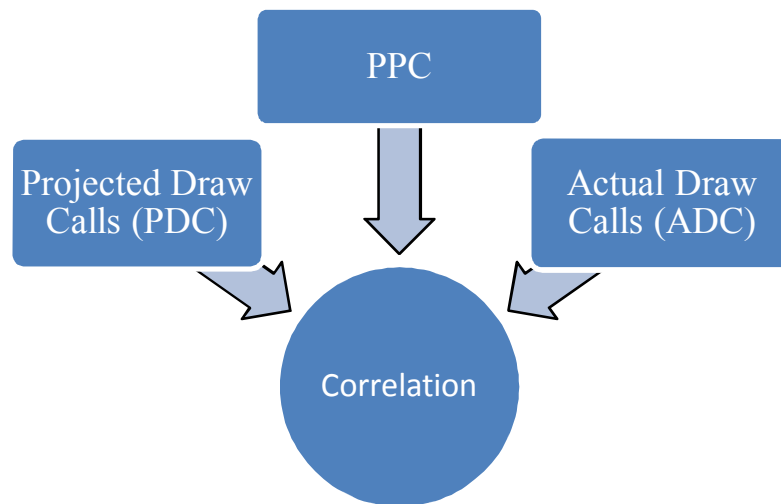 PPC
Projected Draw
Calls (PDC)
Actual Draw
Calls (ADC)
Correlation